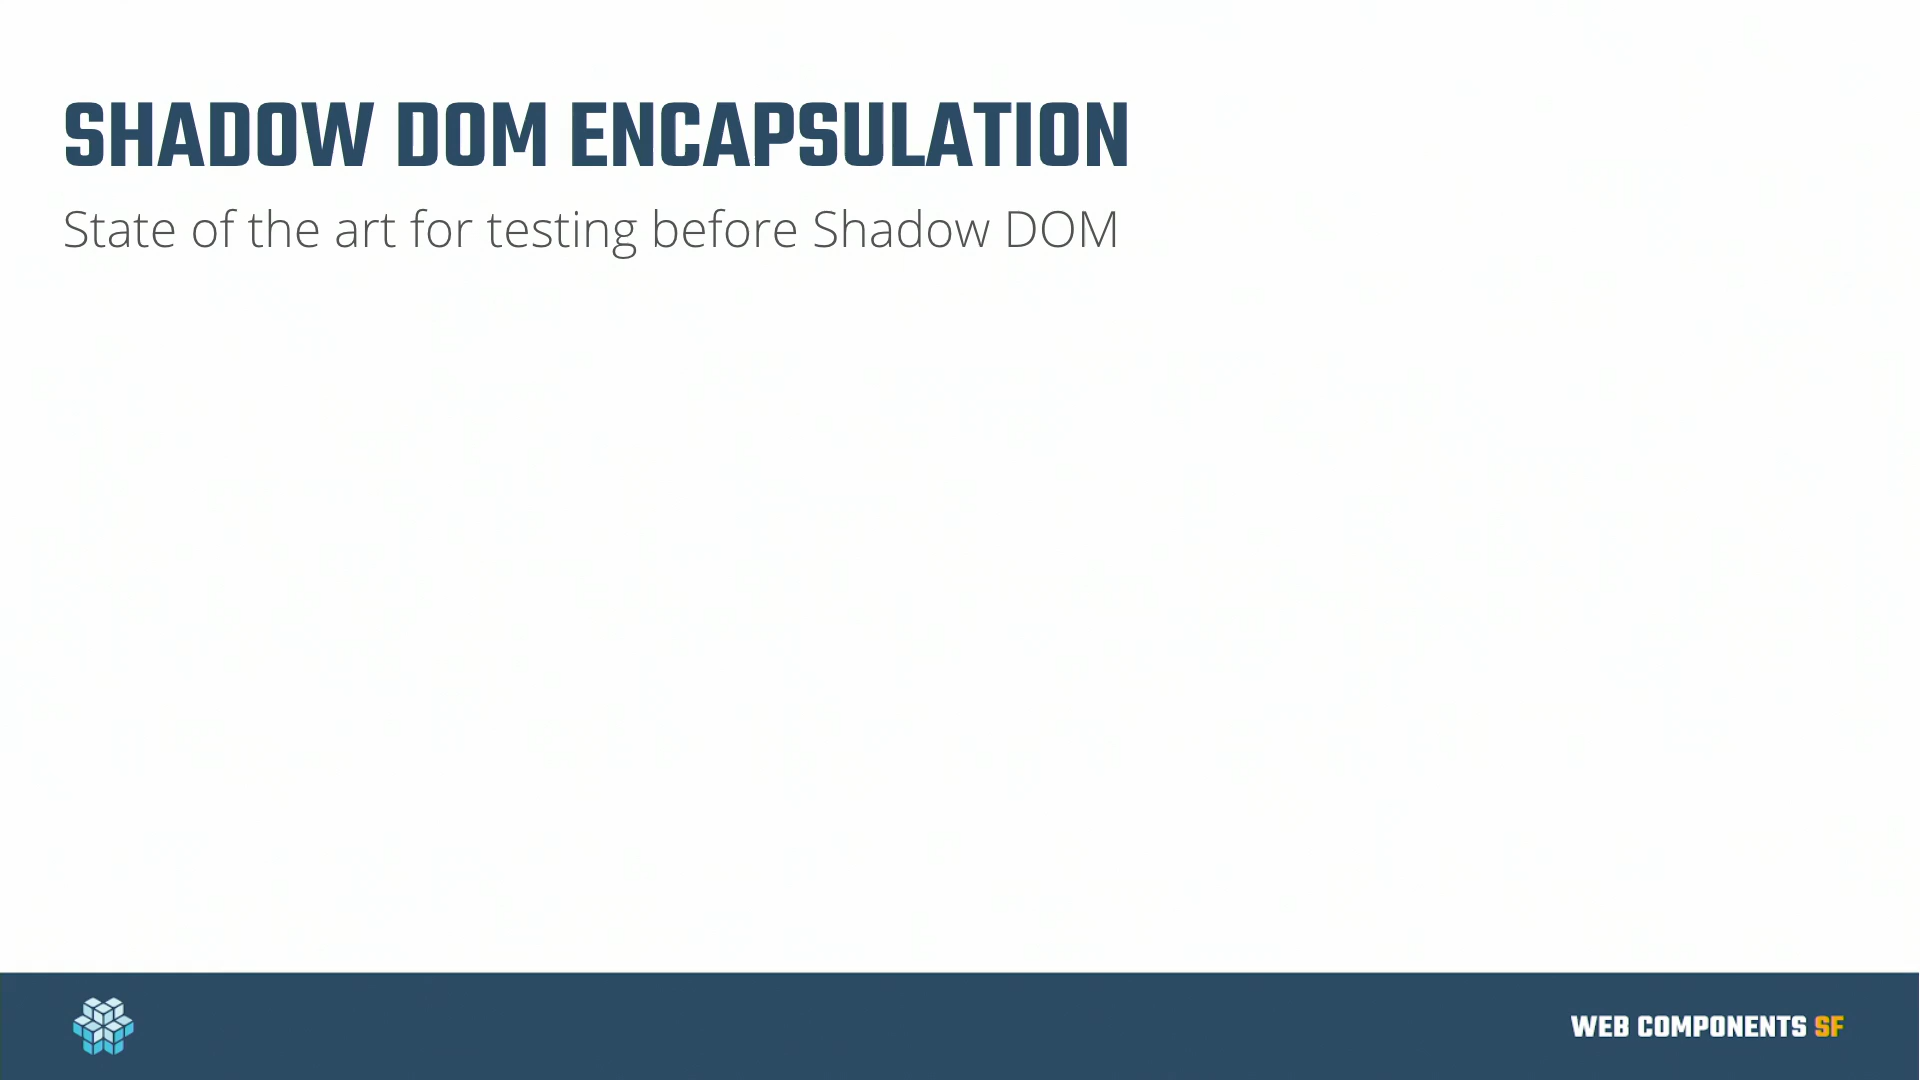 SHADOW DOM ENCAPSULATION
State of the art for testing before Shadow DOM
WEB COMPONENTS SF